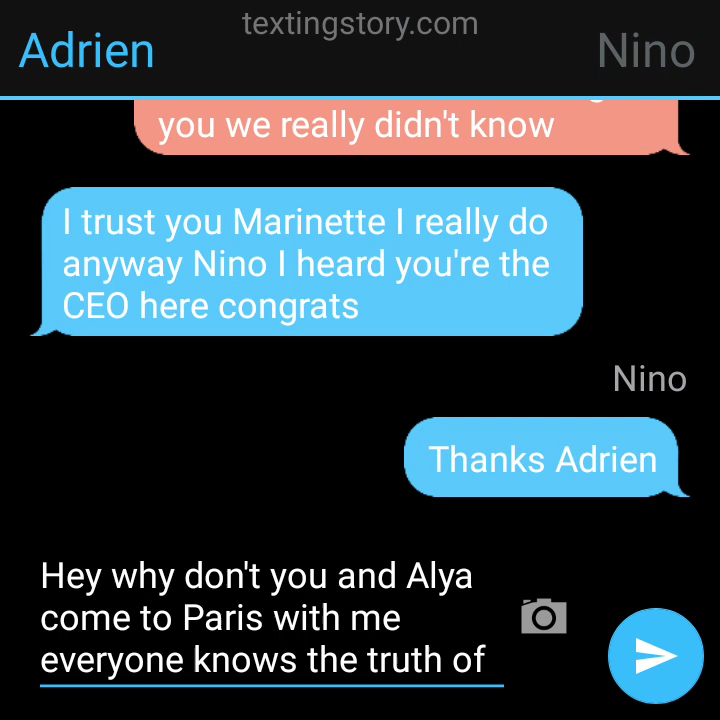 textingstory.com
Adrien
Nino
you we really didn't know
I trust you Marinette I really do
anyway Nino I heard you're the
CEO here congrats
Nino
Thanks Adrien
Hey why don't you and Alya
come to Paris with me
everyone knows the truth of